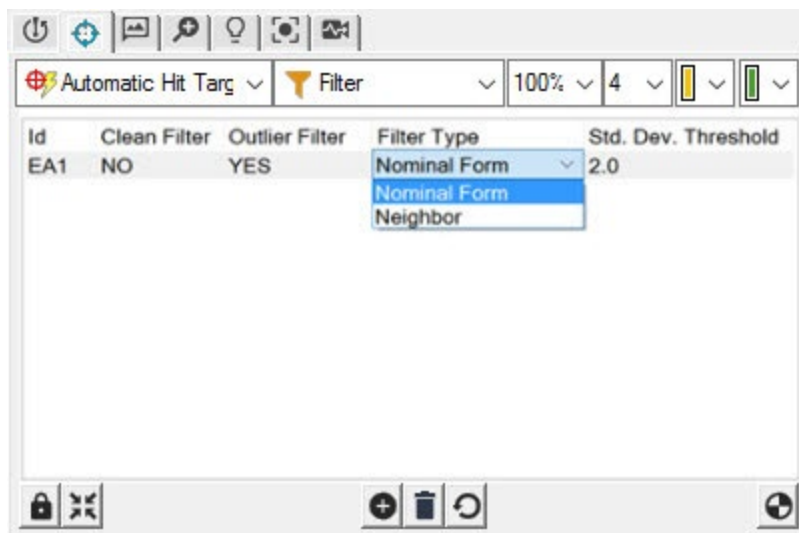 Automatic Hit Targ Filter 100% 4
Id Clean Filter Outlier Filter Filter Type Std. Dev. Threshold
EA1 NO YES Nominal Form 2.0
Nominal Form
Neighbor